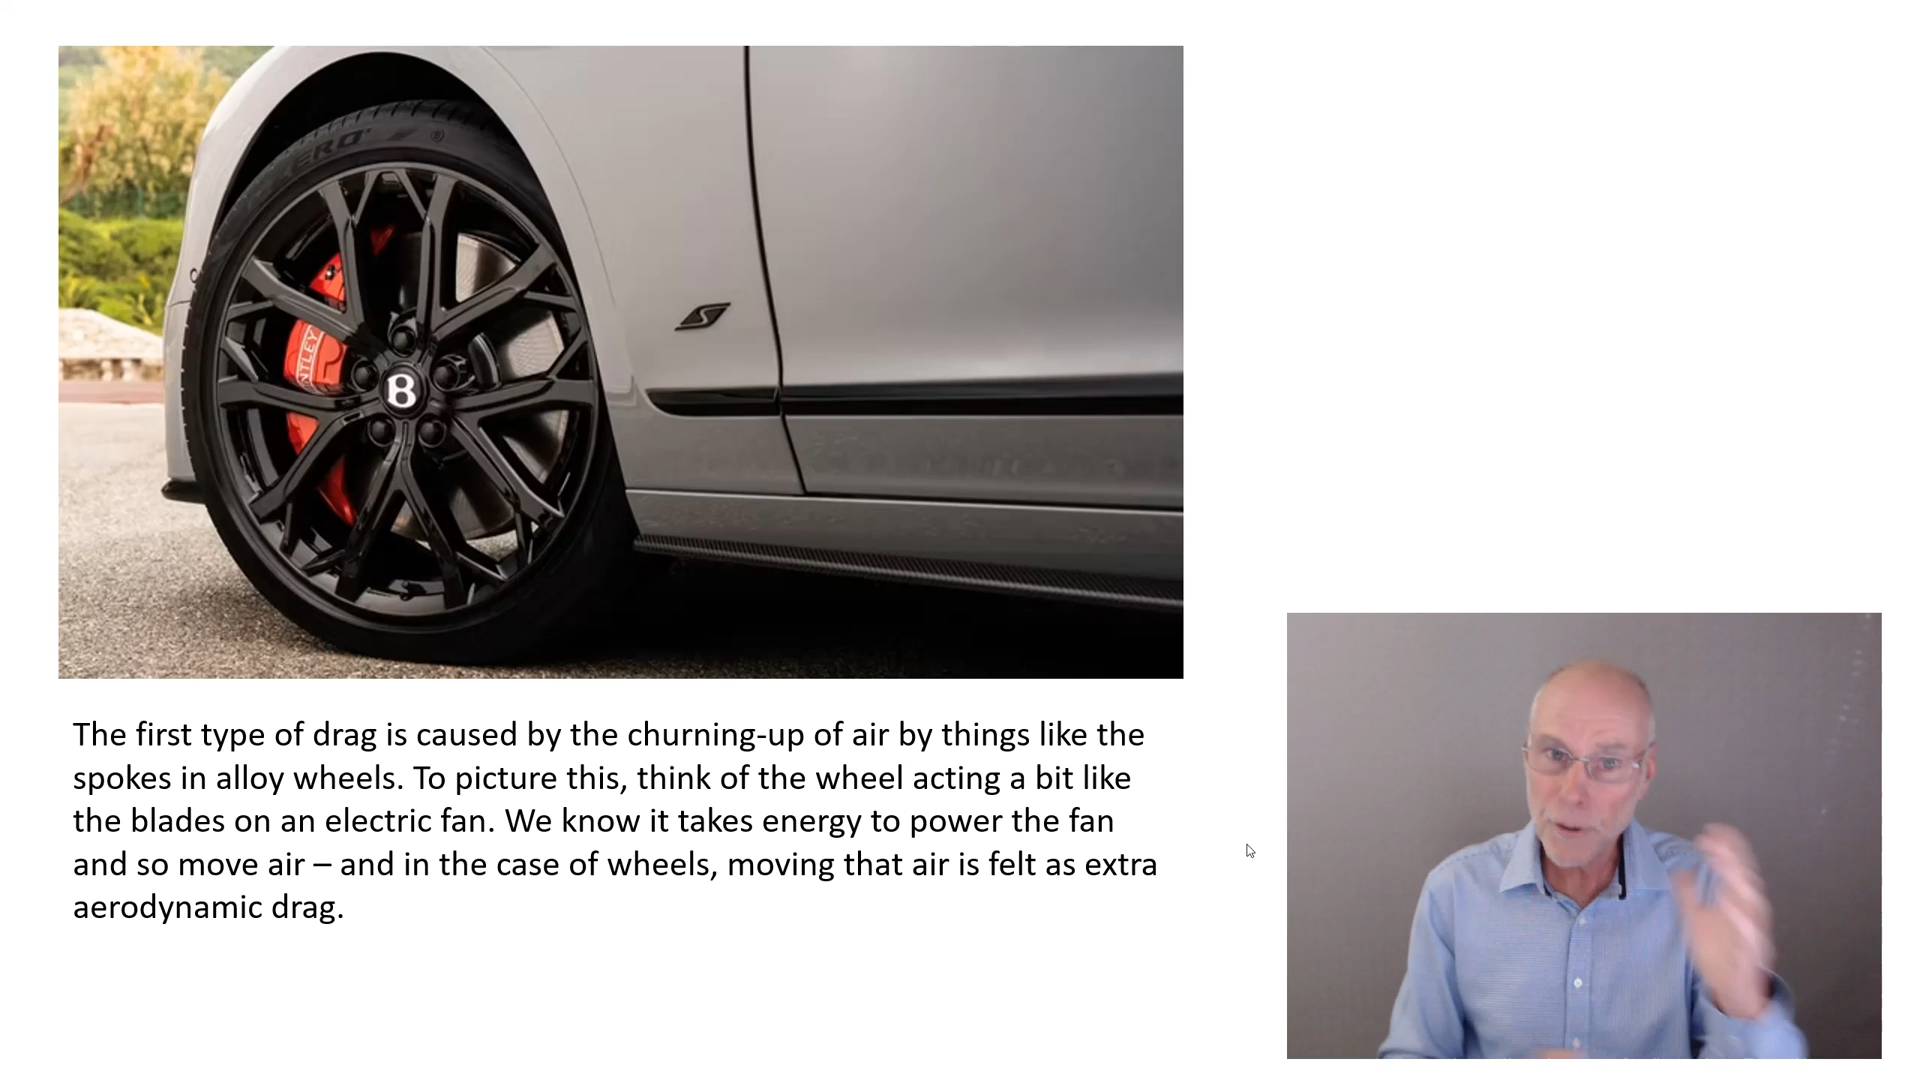 ERO
B
NTLEY
B
S
The first type of drag is caused by the churning-up of air by things like the
spokes in alloy wheels. To picture this, think of the wheel acting a bit like
the blades on an electric fan. We know it takes energy to power the fan
and so move air – and in the case of wheels, moving that air is felt as extra
aerodynamic drag.